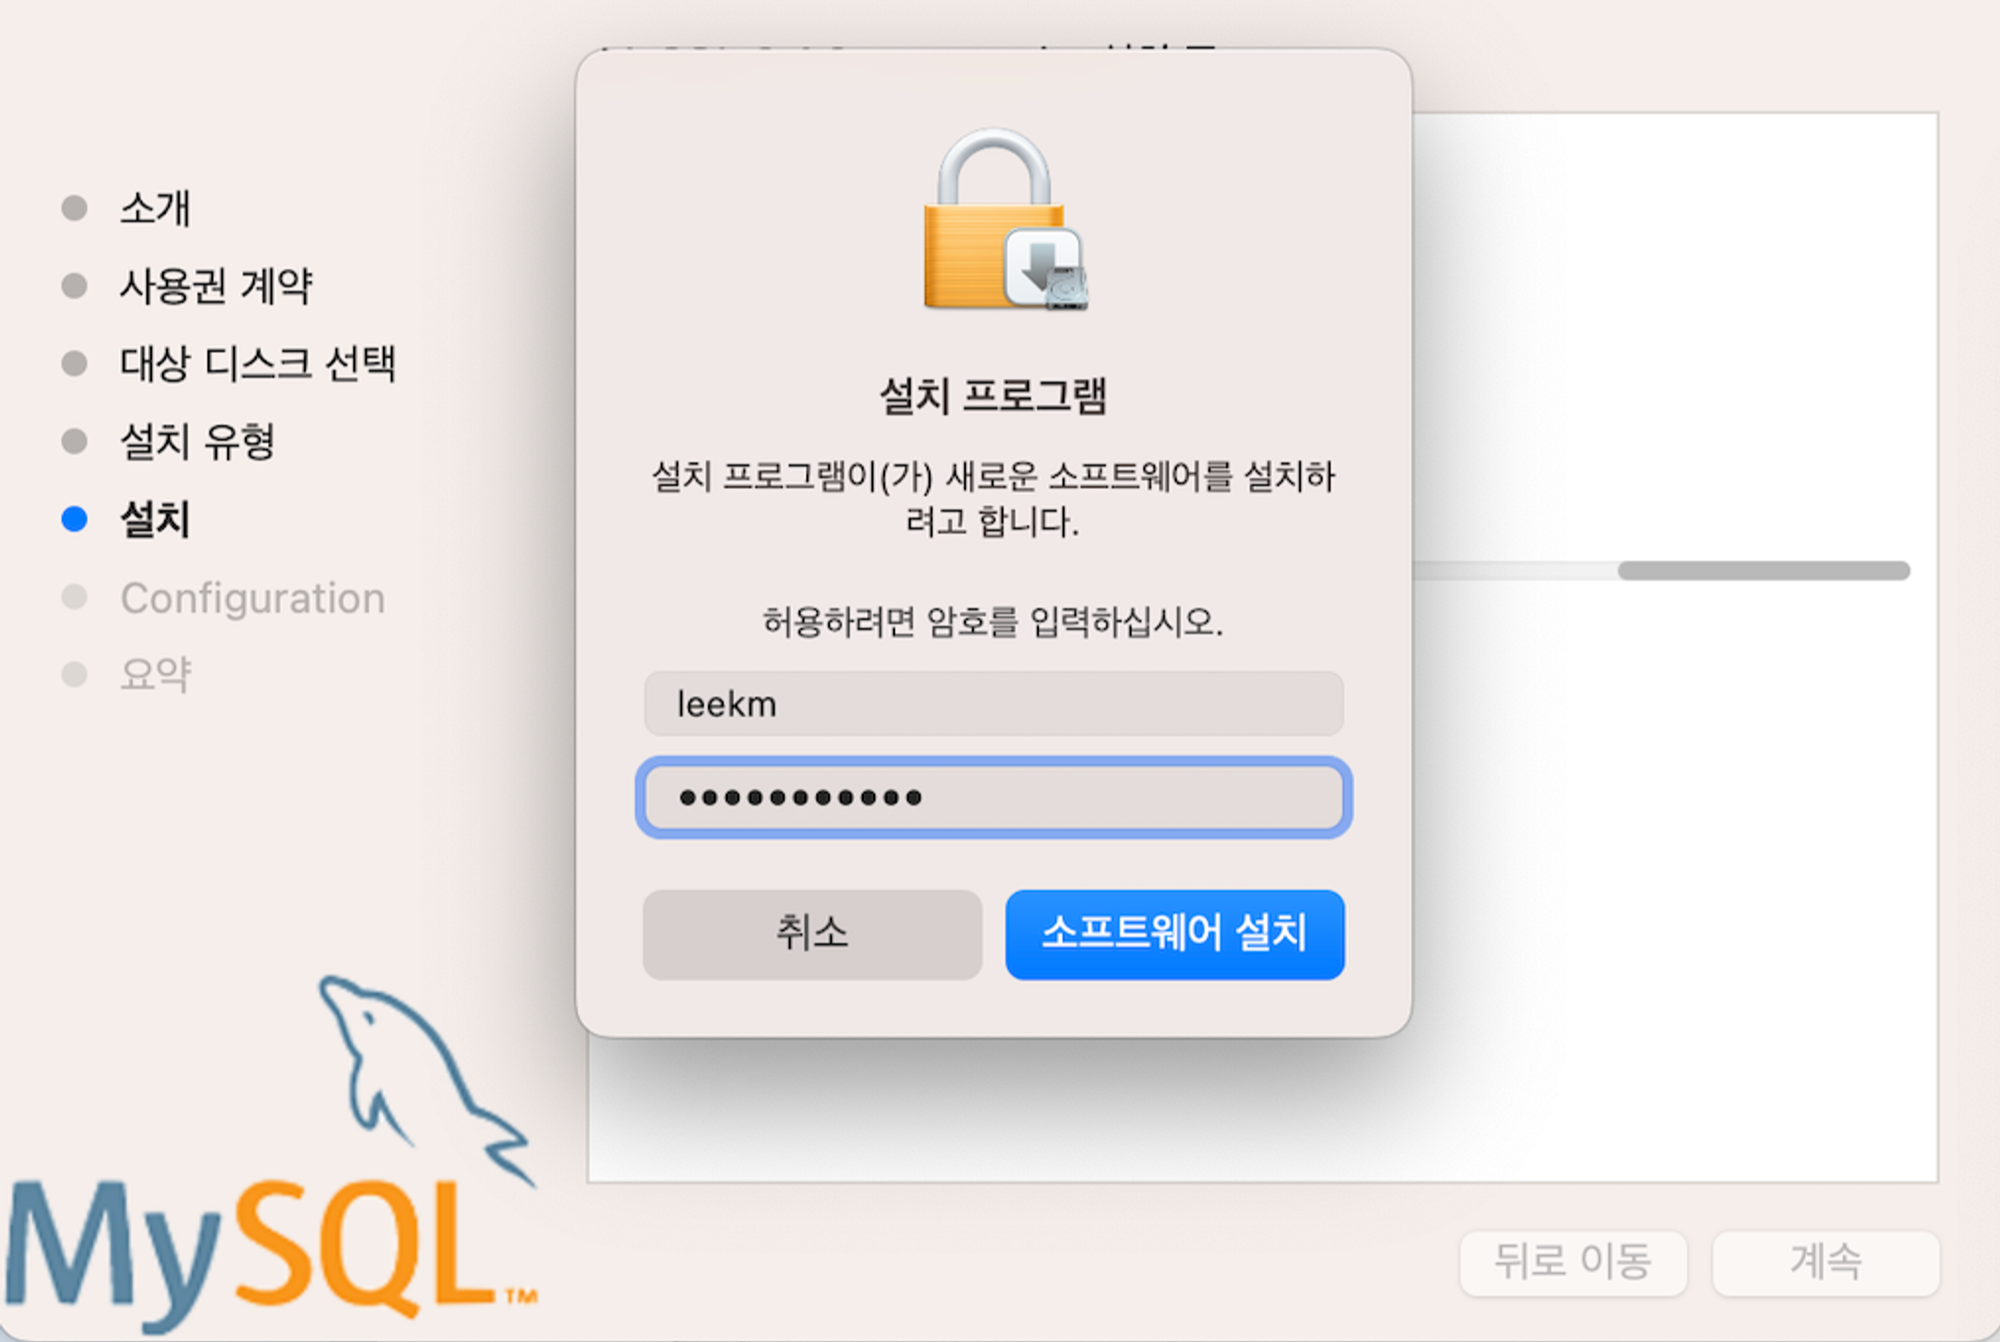 소개
사용권 계약
대상 디스크 선택
설치 유형
설치
Configuration
요약
설치 프로그램
설치 프로그램이(가) 새로운 소프트웨어를 설치하
려고 합니다.
허용하려면 암호를 입력하십시오.
leekm
•••••••••••
취소
소프트웨어 설치
MySQL™
뒤로 이동
계속